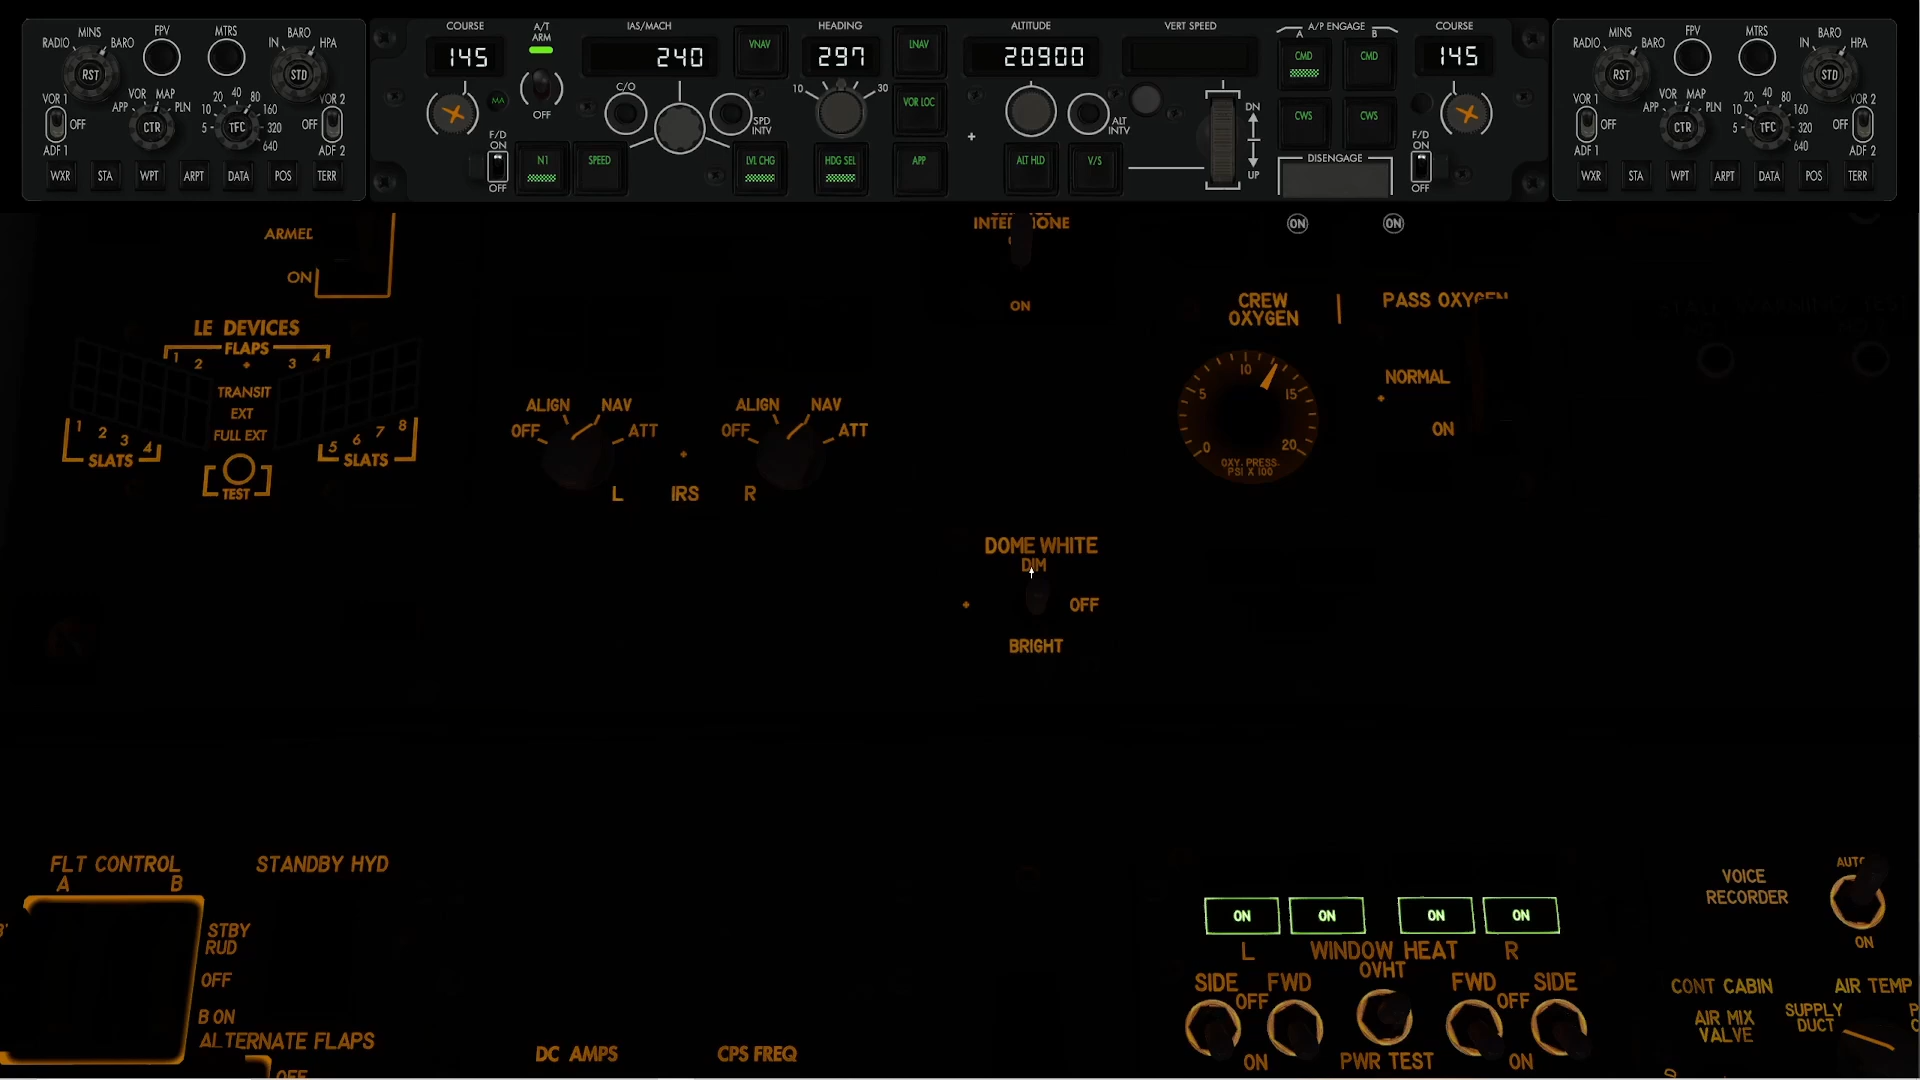 COURSE
A/T
ARM
IAS/MACH
HEADING
ALTITUDE
VERT SPEED
A/P ENGAGE
A B
COURSE
MINS
RADIO BARO
RST
FPV
MTRS
BARO
IN HPA
STD
VOR 1
OFF
ADF 1
VOR MAP
APP PLN
CTR
5 10 20 40 80 160 320 640
TFC
VOR 2
OFF
ADF 2
WXR STA WPT ARPT DATA POS TERR
145
MA
OFF
F/D
ON
OFF
240
C/O
SPD
INTV
VNAV
297
10 30
LNAV
VOR LOC
20900
ALT
INTV
DN
UP
CMD CMD
CWS CWS
DISENGAGE
N1 SPEED LVL CHG HDG SEL APP ALT HLD V/S
145
F/D
ON
OFF
MINS
RADIO BARO
RST
FPV
MTRS
BARO
IN HPA
STD
VOR 1
OFF
ADF 1
VOR MAP
APP PLN
CTR
5 10 20 40 80 160 320 640
TFC
VOR 2
OFF
ADF 2
WXR STA WPT ARPT DATA POS TERR
ARMED
ON
ON
ON ON
LE DEVICES
FLAPS
1 2 3 4
TRANSIT
EXT
FULL EXT
1 2 3 4
SLATS
5 6 7 8
SLATS
TEST
ALIGN NAV
OFF ATT
ALIGN NAV
OFF ATT
L IRS R
CREW
OXYGEN
PASS OXYGEN
0 5 10 15 20
OXY. PRESS.
PSI X 100
NORMAL
ON
DOME WHITE
DIM
OFF
BRIGHT
FLT CONTROL
A B
STANDBY HYD
STBY
RUD
OFF
B ON
ALTERNATE FLAPS
OFF
DC AMPS
CPS FREQ
ON ON ON ON
L WINDOW HEAT R
SIDE FWD OVHT FWD SIDE
OFF OFF
ON PWR TEST ON
VOICE
RECORDER
AUTO
ON
CONT CABIN
AIR MIX
VALVE
AIR TEMP
SUPPLY
DUCT